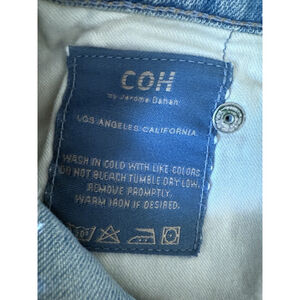 COH
by Jerome Dahan
LOS ANGELES CALIFORNIA
WASH IN COLD WITH LIKE COLORS
DO NOT BLEACH TUMBLE DRY LOW.
REMOVE PROMPTLY.
WARM IRON IF DESIRED.